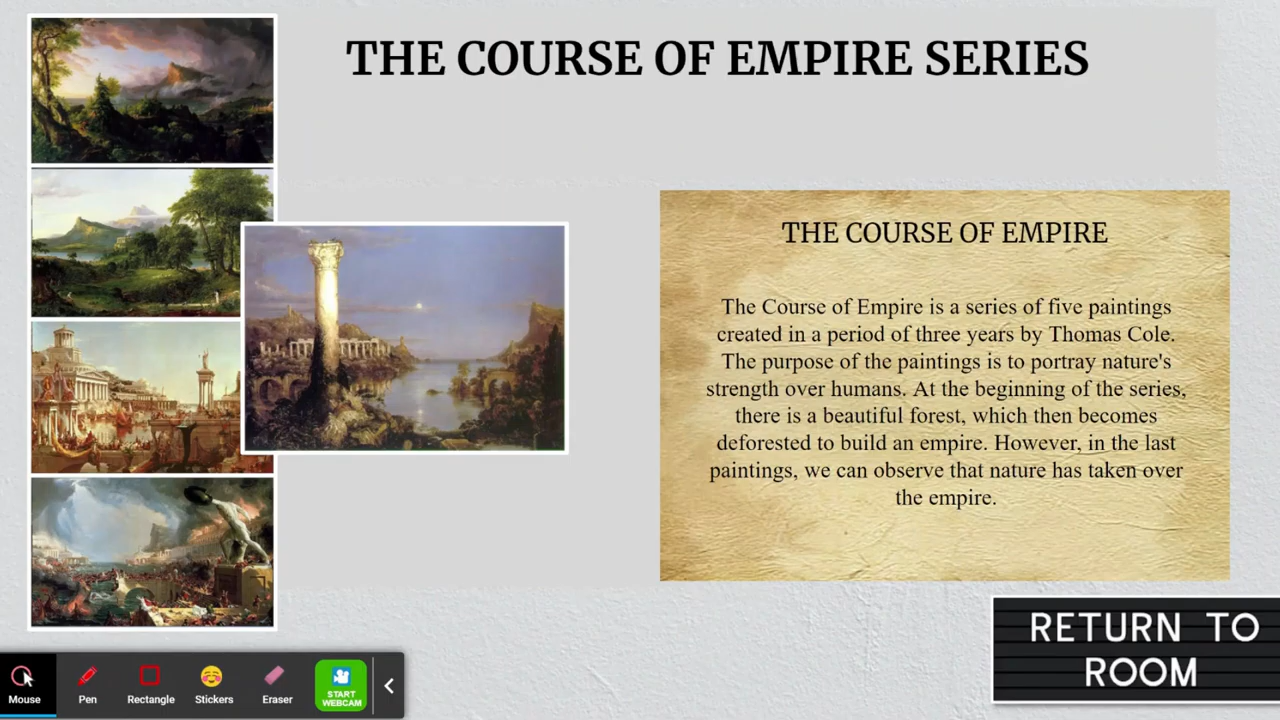 THE COURSE OF EMPIRE SERIES
THE COURSE OF EMPIRE
The Course of Empire is a series of five paintings
created in a period of three years by Thomas Cole.
The purpose of the paintings is to portray nature's
strength over humans. At the beginning of the series,
there is a beautiful forest, which then becomes
deforested to build an empire. However, in the last
paintings, we can observe that nature has taken over
the empire.
RETURN TO
ROOM
Mouse
Pen
Rectangle
Stickers
Eraser
START
WEBCAM